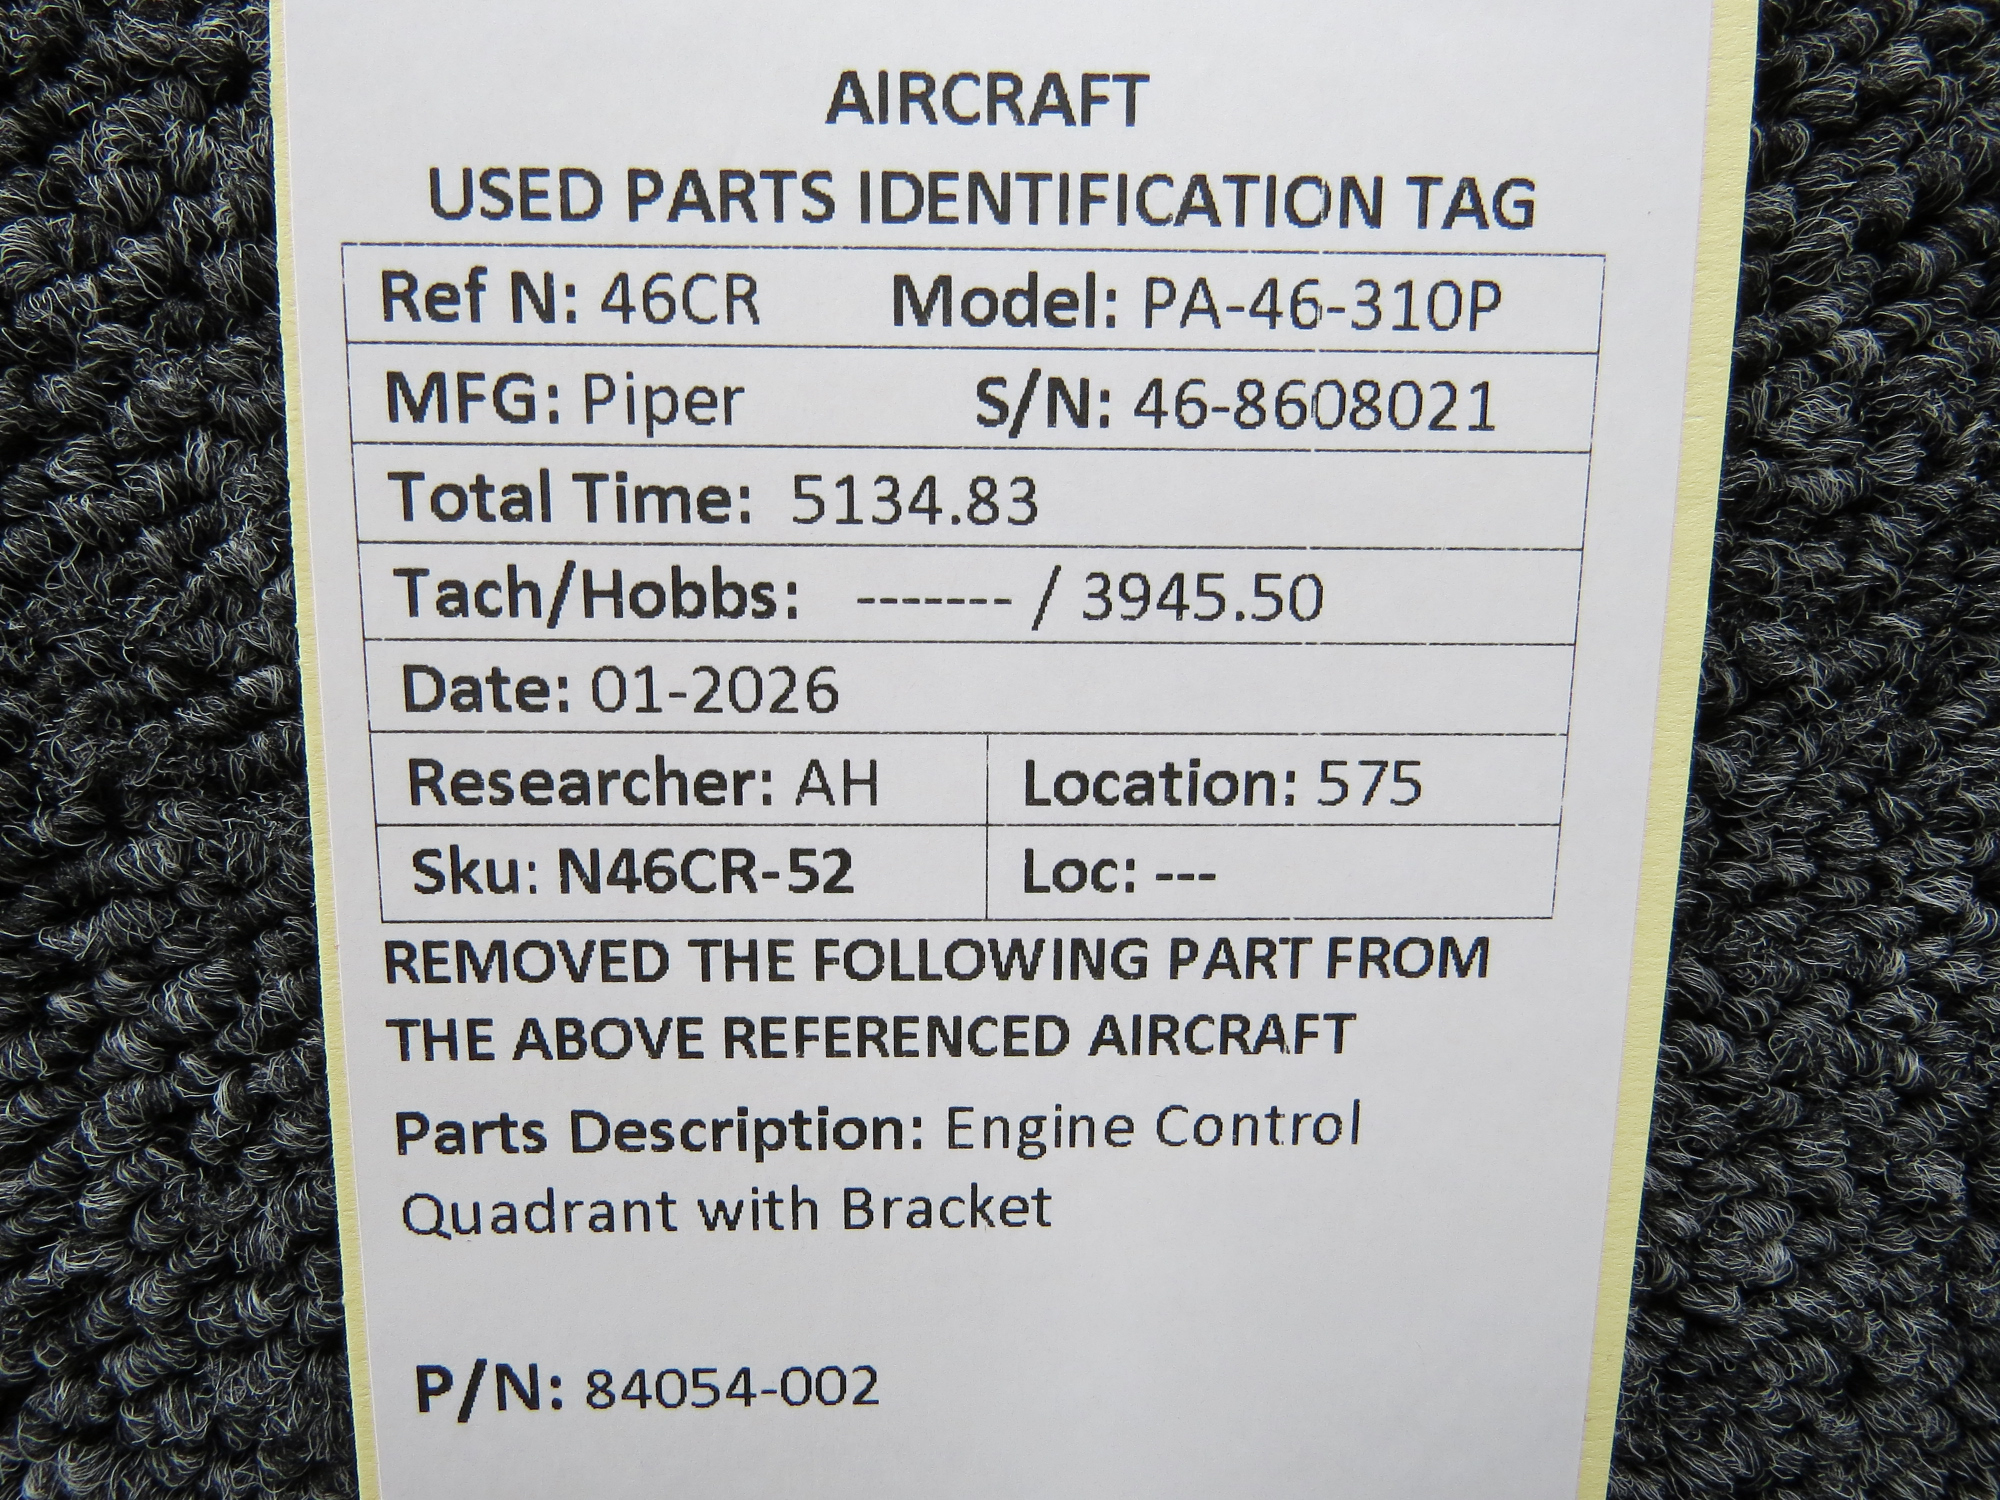 AIRCRAFT
USED PARTS IDENTIFICATION TAG
Ref N: 46CR Model: PA-46-310P
MFG: Piper S/N: 46-8608021
Total Time: 5134.83
Tach/Hobbs: ------- / 3945.50
Date: 01-2026
Researcher: AH Location: 575
Sku: N46CR-52 Loc: ---
REMOVED THE FOLLOWING PART FROM
THE ABOVE REFERENCED AIRCRAFT
Parts Description: Engine Control
Quadrant with Bracket
P/N: 84054-002